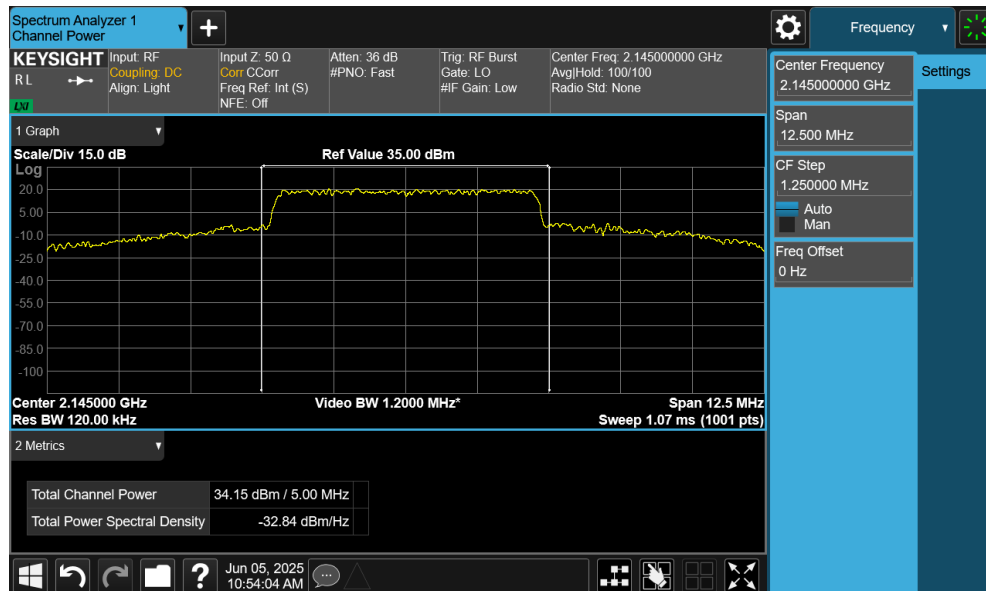 Spectrum Analyzer 1
Channel Power
+
Frequency
KEYSIGHT
R L
LXI
Input: RF
Coupling: DC
Align: Light
Input Z: 50 Ω
Corr CCorr
Freq Ref: Int (S)
NFE: Off
Atten: 36 dB
#PNO: Fast
Trig: RF Burst
Gate: LO
#IF Gain: Low
Center Freq: 2.145000000 GHz
Avg|Hold: 100/100
Radio Std: None
Center Frequency
2.145000000 GHz
Settings
Span
12.500 MHz
CF Step
1.250000 MHz
Auto
Man
Freq Offset
0 Hz
1 Graph
Scale/Div 15.0 dB
Ref Value 35.00 dBm
Log
20.0
5.00
-10.0
-25.0
-40.0
-55.0
-70.0
-85.0
-100
Center 2.145000 GHz
Video BW 1.2000 MHz*
Span 12.5 MHz
Res BW 120.00 kHz
Sweep 1.07 ms (1001 pts)
2 Metrics
Total Channel Power 34.15 dBm / 5.00 MHz
Total Power Spectral Density -32.84 dBm/Hz
?
Jun 05, 2025
10:54:04 AM